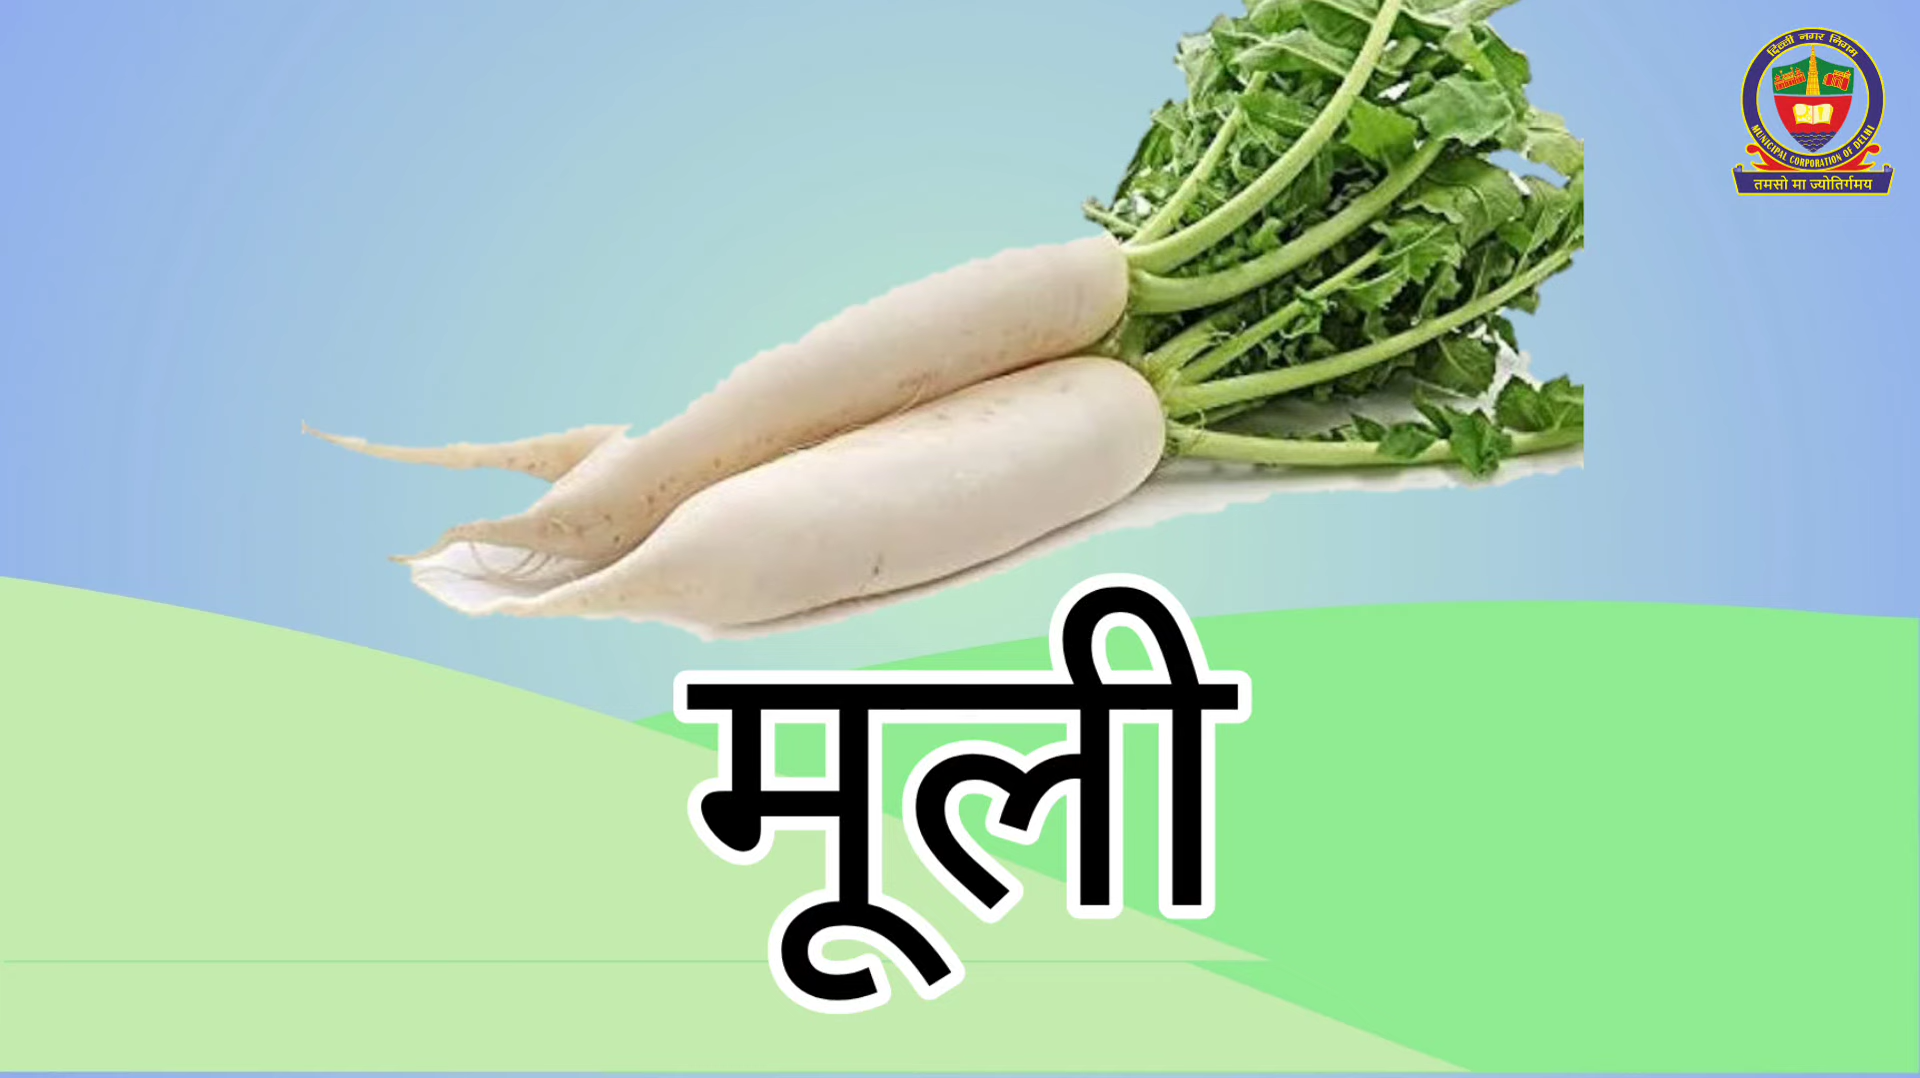 दिल्ली नगर निगम
MUNICIPAL CORPORATION OF DELHI
तमसो मा ज्योतिर्गमय
मूली